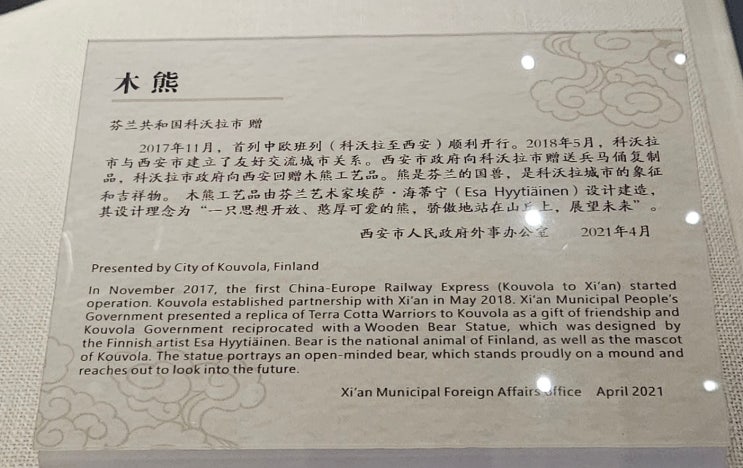 木熊
芬兰共和国科沃拉市 赠
2017年11月，首列中欧班列（科沃拉至西安）顺利开行。2018年5月，科沃拉
市与西安市建立了友好交流城市关系。西安市政府向科沃拉市赠送兵马俑复制
品，科沃拉市政府向西安回赠木熊工艺品。熊是芬兰的国兽，是科沃拉城市的象征
和吉祥物。 木熊工艺品由芬兰艺术家埃萨·海蒂宁（Esa Hyytiäinen）设计建造，
其设计理念为“一只思想开放、憨厚可爱的熊，骄傲地站在山丘上，展望未来”。
西安市人民政府外事办公室 2021年4月
Presented by City of Kouvola, Finland
In November 2017, the first China-Europe Railway Express (Kouvola to Xi'an) started
operation. Kouvola established partnership with Xi'an in May 2018. Xi'an Municipal People's
Government presented a replica of Terra Cotta Warriors to Kouvola as a gift of friendship and
Kouvola Government reciprocated with a Wooden Bear Statue, which was designed by
the Finnish artist Esa Hyytiäinen. Bear is the national animal of Finland, as well as the mascot
of Kouvola. The statue portrays an open-minded bear, which stands proudly on a mound and
reaches out to look into the future.
Xi'an Municipal Foreign Affairs Office April 2021